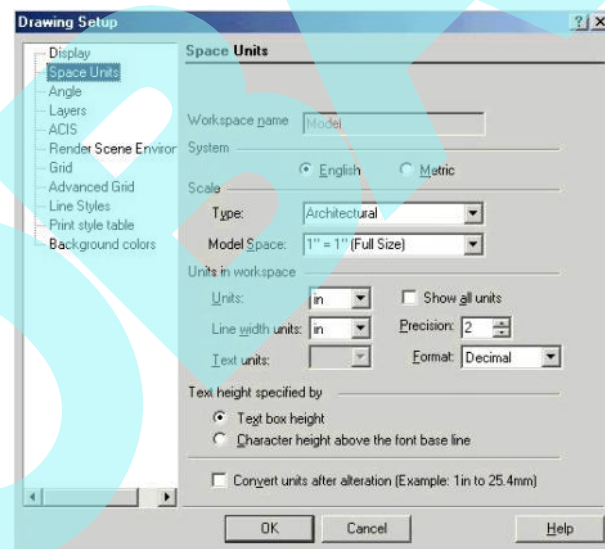 Drawing Setup
Display
Space Units
Angle
Layers
ACIS
Render Scene Environ
Grid
Advanced Grid
Line Styles
Print style table
Background colors
Space Units
Workspace name Model
System
English Metric
Scale
Type: Architectural
Model Space: 1" = 1" (Full Size)
Units in workspace
Units: in Show all units
Line width units: in Precision: 2
Text units: Format: Decimal
Text height specified by
Text box height
Character height above the font base line
Convert units after alteration (Example: 1in to 25.4mm)
OK Cancel Help